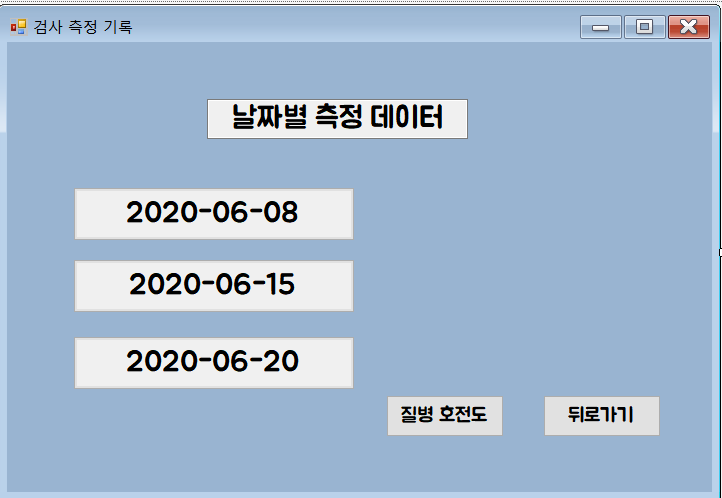 검사 측정 기록
날짜별 측정 데이터
2020-06-08
2020-06-15
2020-06-20
질병 호전도
뒤로가기